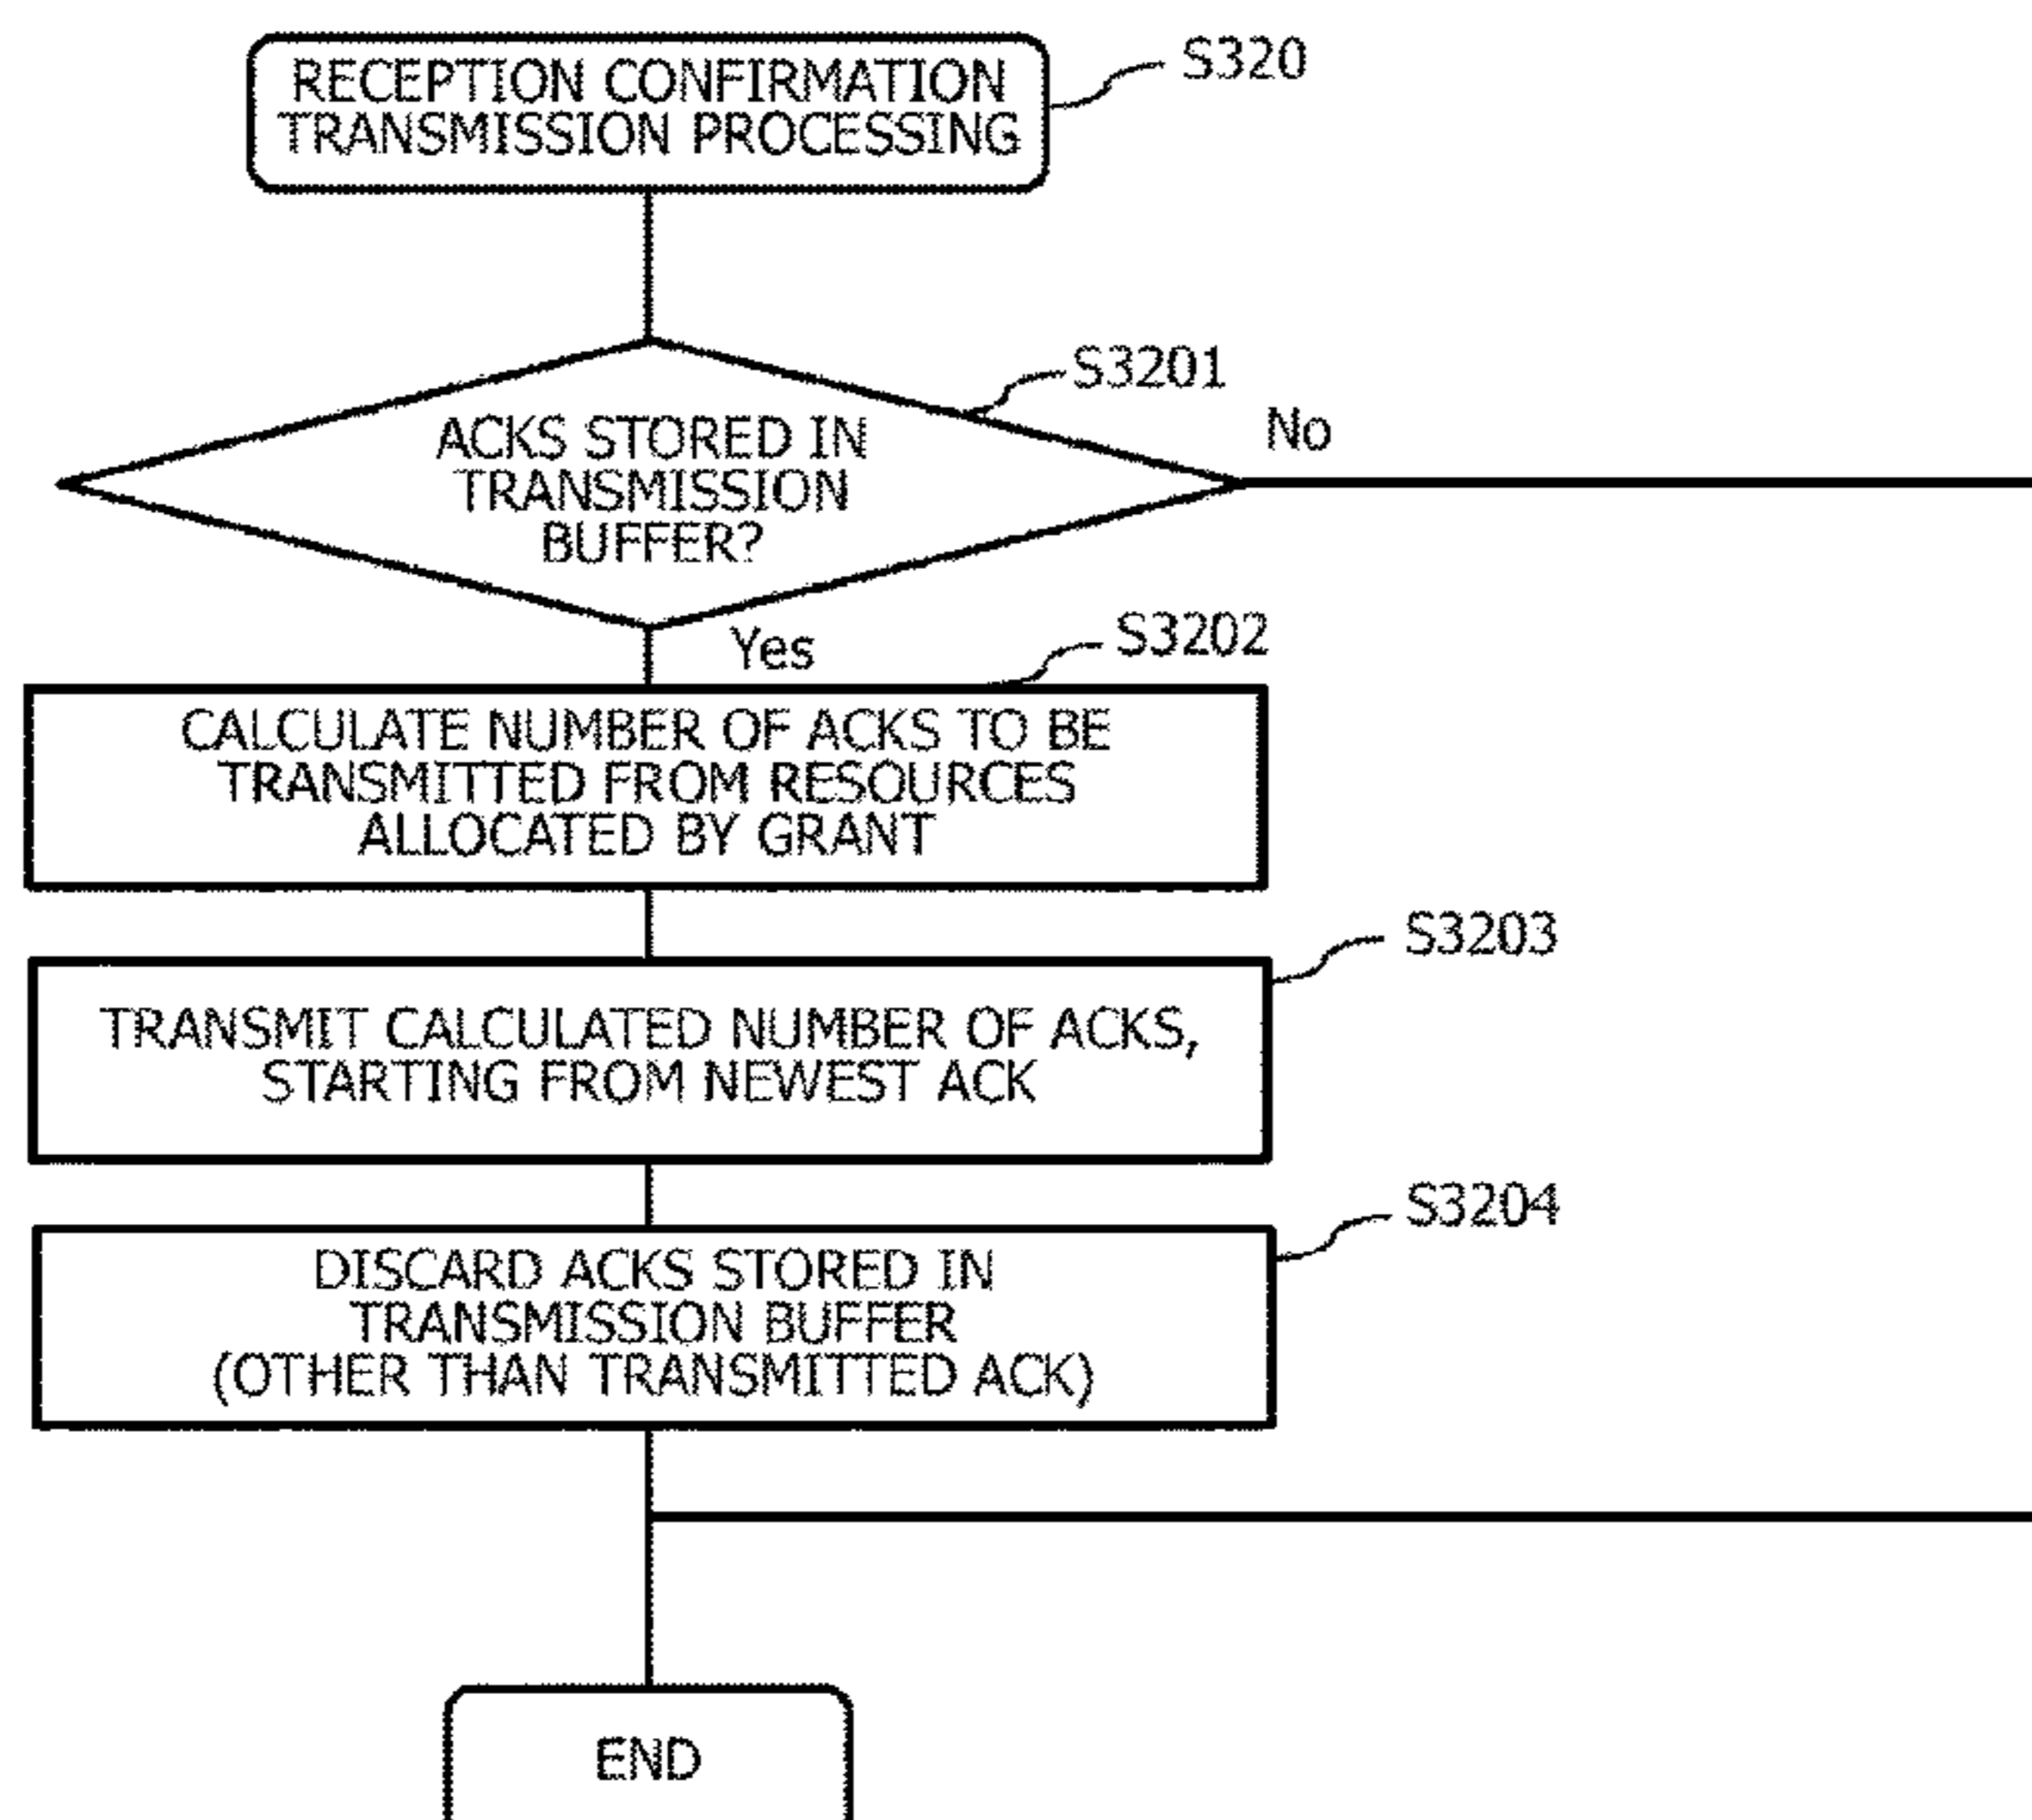 RECEPTION CONFIRMATION
TRANSMISSION PROCESSING
S320
S3201
ACKS STORED IN
TRANSMISSION
BUFFER?
No
Yes
S3202
CALCULATE NUMBER OF ACKS TO BE
TRANSMITTED FROM RESOURCES
ALLOCATED BY GRANT
S3203
TRANSMIT CALCULATED NUMBER OF ACKS,
STARTING FROM NEWEST ACK
S3204
DISCARD ACKS STORED IN
TRANSMISSION BUFFER
(OTHER THAN TRANSMITTED ACK)
END